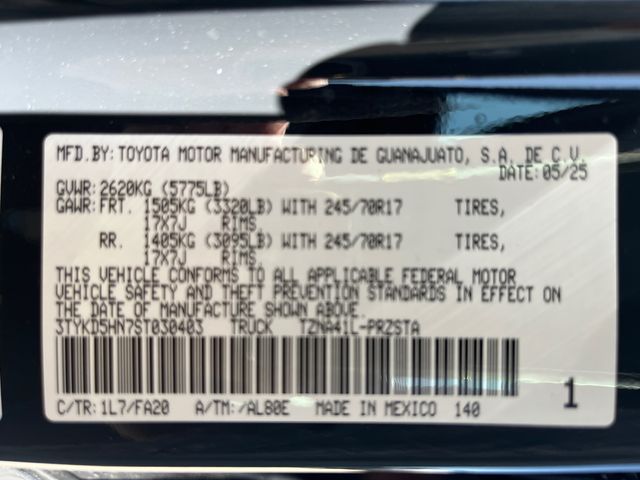 MFD.BY: TOYOTA MOTOR MANUFACTURING DE GUANAJUATO, S.A. DE C.V.
DATE: 05/25
GVWR: 2620KG (5775LB)
GAWR: FRT. 1505KG (3320LB) WITH 245/70R17 TIRES,
17X7J RIMS
RR. 1405KG (3095LB) WITH 245/70R17 TIRES,
17X7J RIMS
THIS VEHICLE CONFORMS TO ALL APPLICABLE FEDERAL MOTOR
VEHICLE SAFETY AND THEFT PREVENTION STANDARDS IN EFFECT ON
THE DATE OF MANUFACTURE SHOWN ABOVE.
3TYKD5HN7ST030403 TRUCK TZNA41L-PRZSTA
C/TR: 1L7/FA20 A/TM: -/AL80E MADE IN MEXICO 140
1